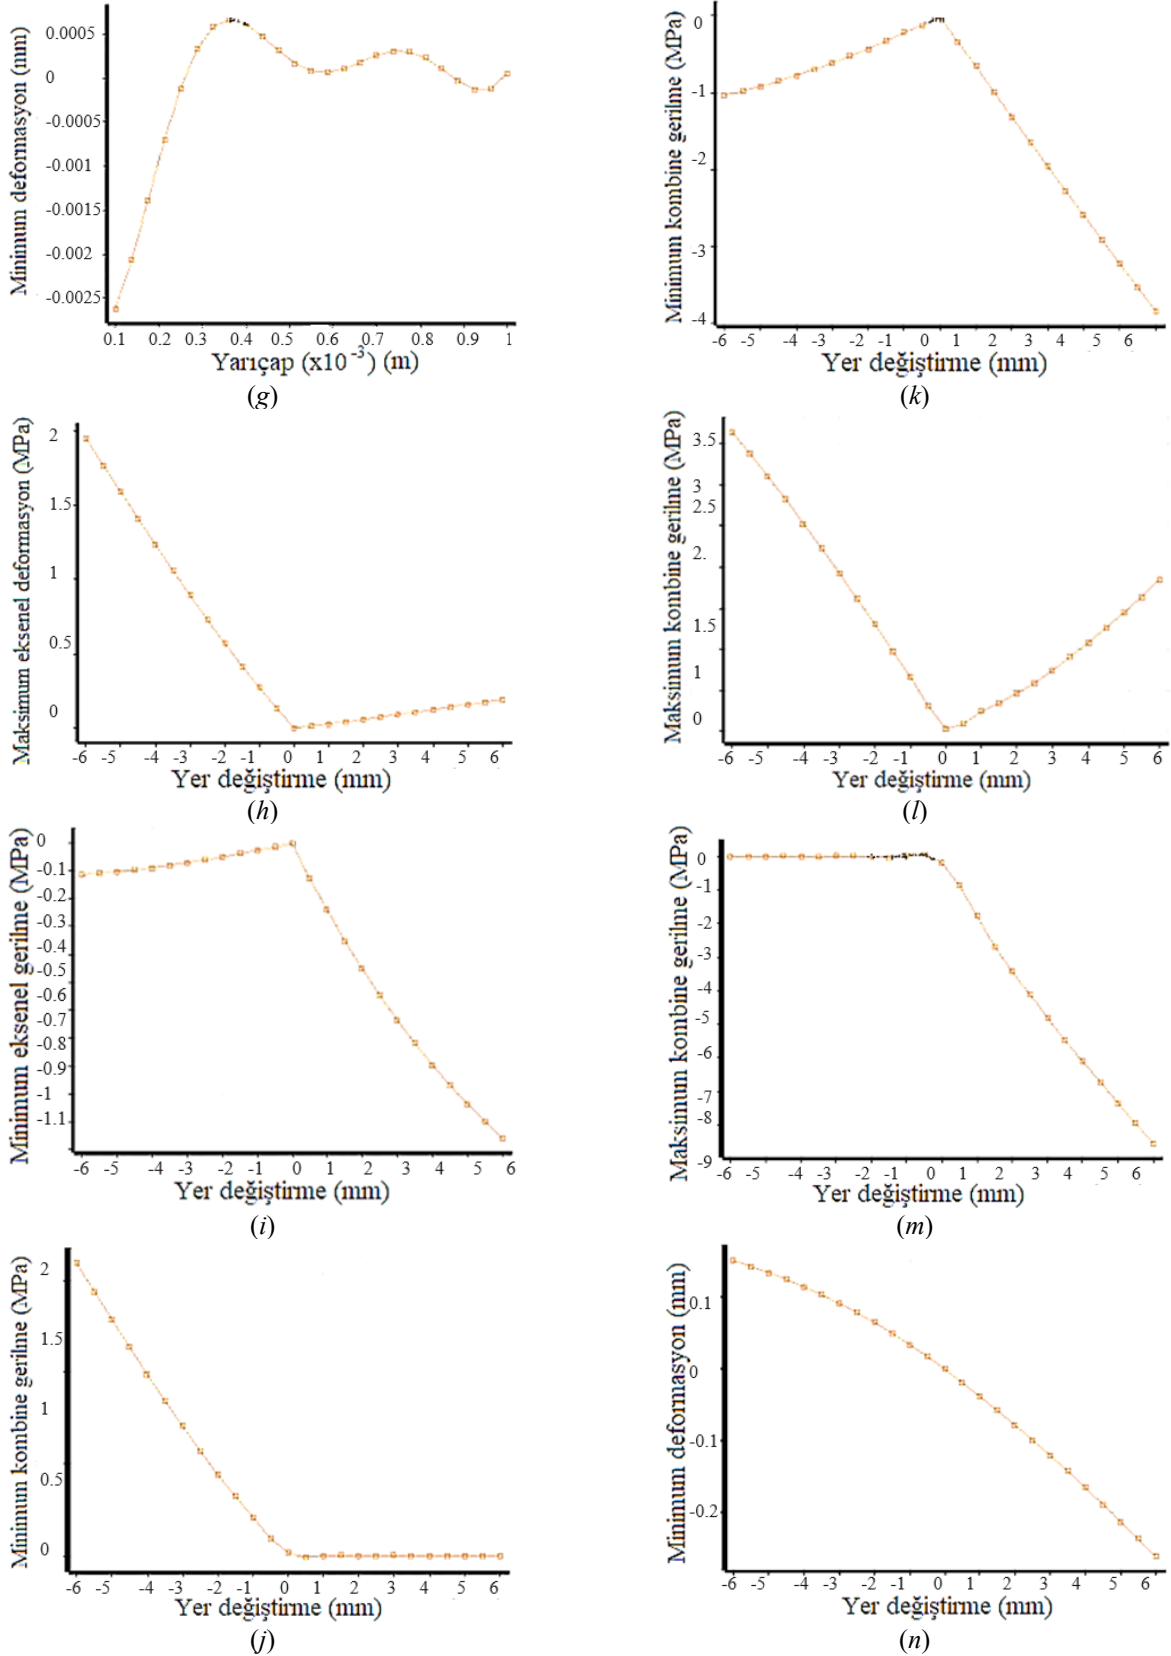 Minimum deformasyon (mm)
0.0005
0
-0.0005
-0.001
-0.0015
-0.002
-0.0025
0.1 0.2 0.3 0.4 0.5 0.6 0.7 0.8 0.9 1
Yarıçap (x10⁻³) (m)
(g)
Minimum kombine gerilme (MPa)
0
-1
-2
-3
-4
-6 -5 -4 -3 -2 -1 0 1 2 3 4 5 6
Yer değiştirme (mm)
(k)
Maksimum eksenel deformasyon (MPa)
2
1.5
1
0.5
0
-6 -5 -4 -3 -2 -1 0 1 2 3 4 5 6
Yer değiştirme (mm)
(h)
Maksimum kombine gerilme (MPa)
3.5
3
2.5
2.
1.5
1
0
-6 -5 -4 -3 -2 -1 0 1 2 3 4 5 6
Yer değiştirme (mm)
(l)
Minimum eksenel gerilme (MPa)
0
-0.1
-0.2
-0.3
-0.4
-0.5
-0.6
-0.7
-0.8
-0.9
-1
-1.1
-6 -5 -4 -3 -2 -1 0 1 2 3 4 5 6
Yer değiştirme (mm)
(i)
Maksimum kombine gerilme (MPa)
0
-1
-2
-3
-4
-5
-6
-7
-8
-9
-6 -5 -4 -3 -2 -1 0 1 2 3 4 5 6
Yer değiştirme (mm)
(m)
Minimum kombine gerilme (MPa)
2
1.5
1
0.5
0
-6 -5 -4 -3 -2 -1 0 1 2 3 4 5 6
Yer değiştirme (mm)
(j)
Minimum deformasyon (mm)
0.1
0
-0.1
-0.2
-6 -5 -4 -3 -2 -1 0 1 2 3 4 5 6
Yer değiştirme (mm)
(n)